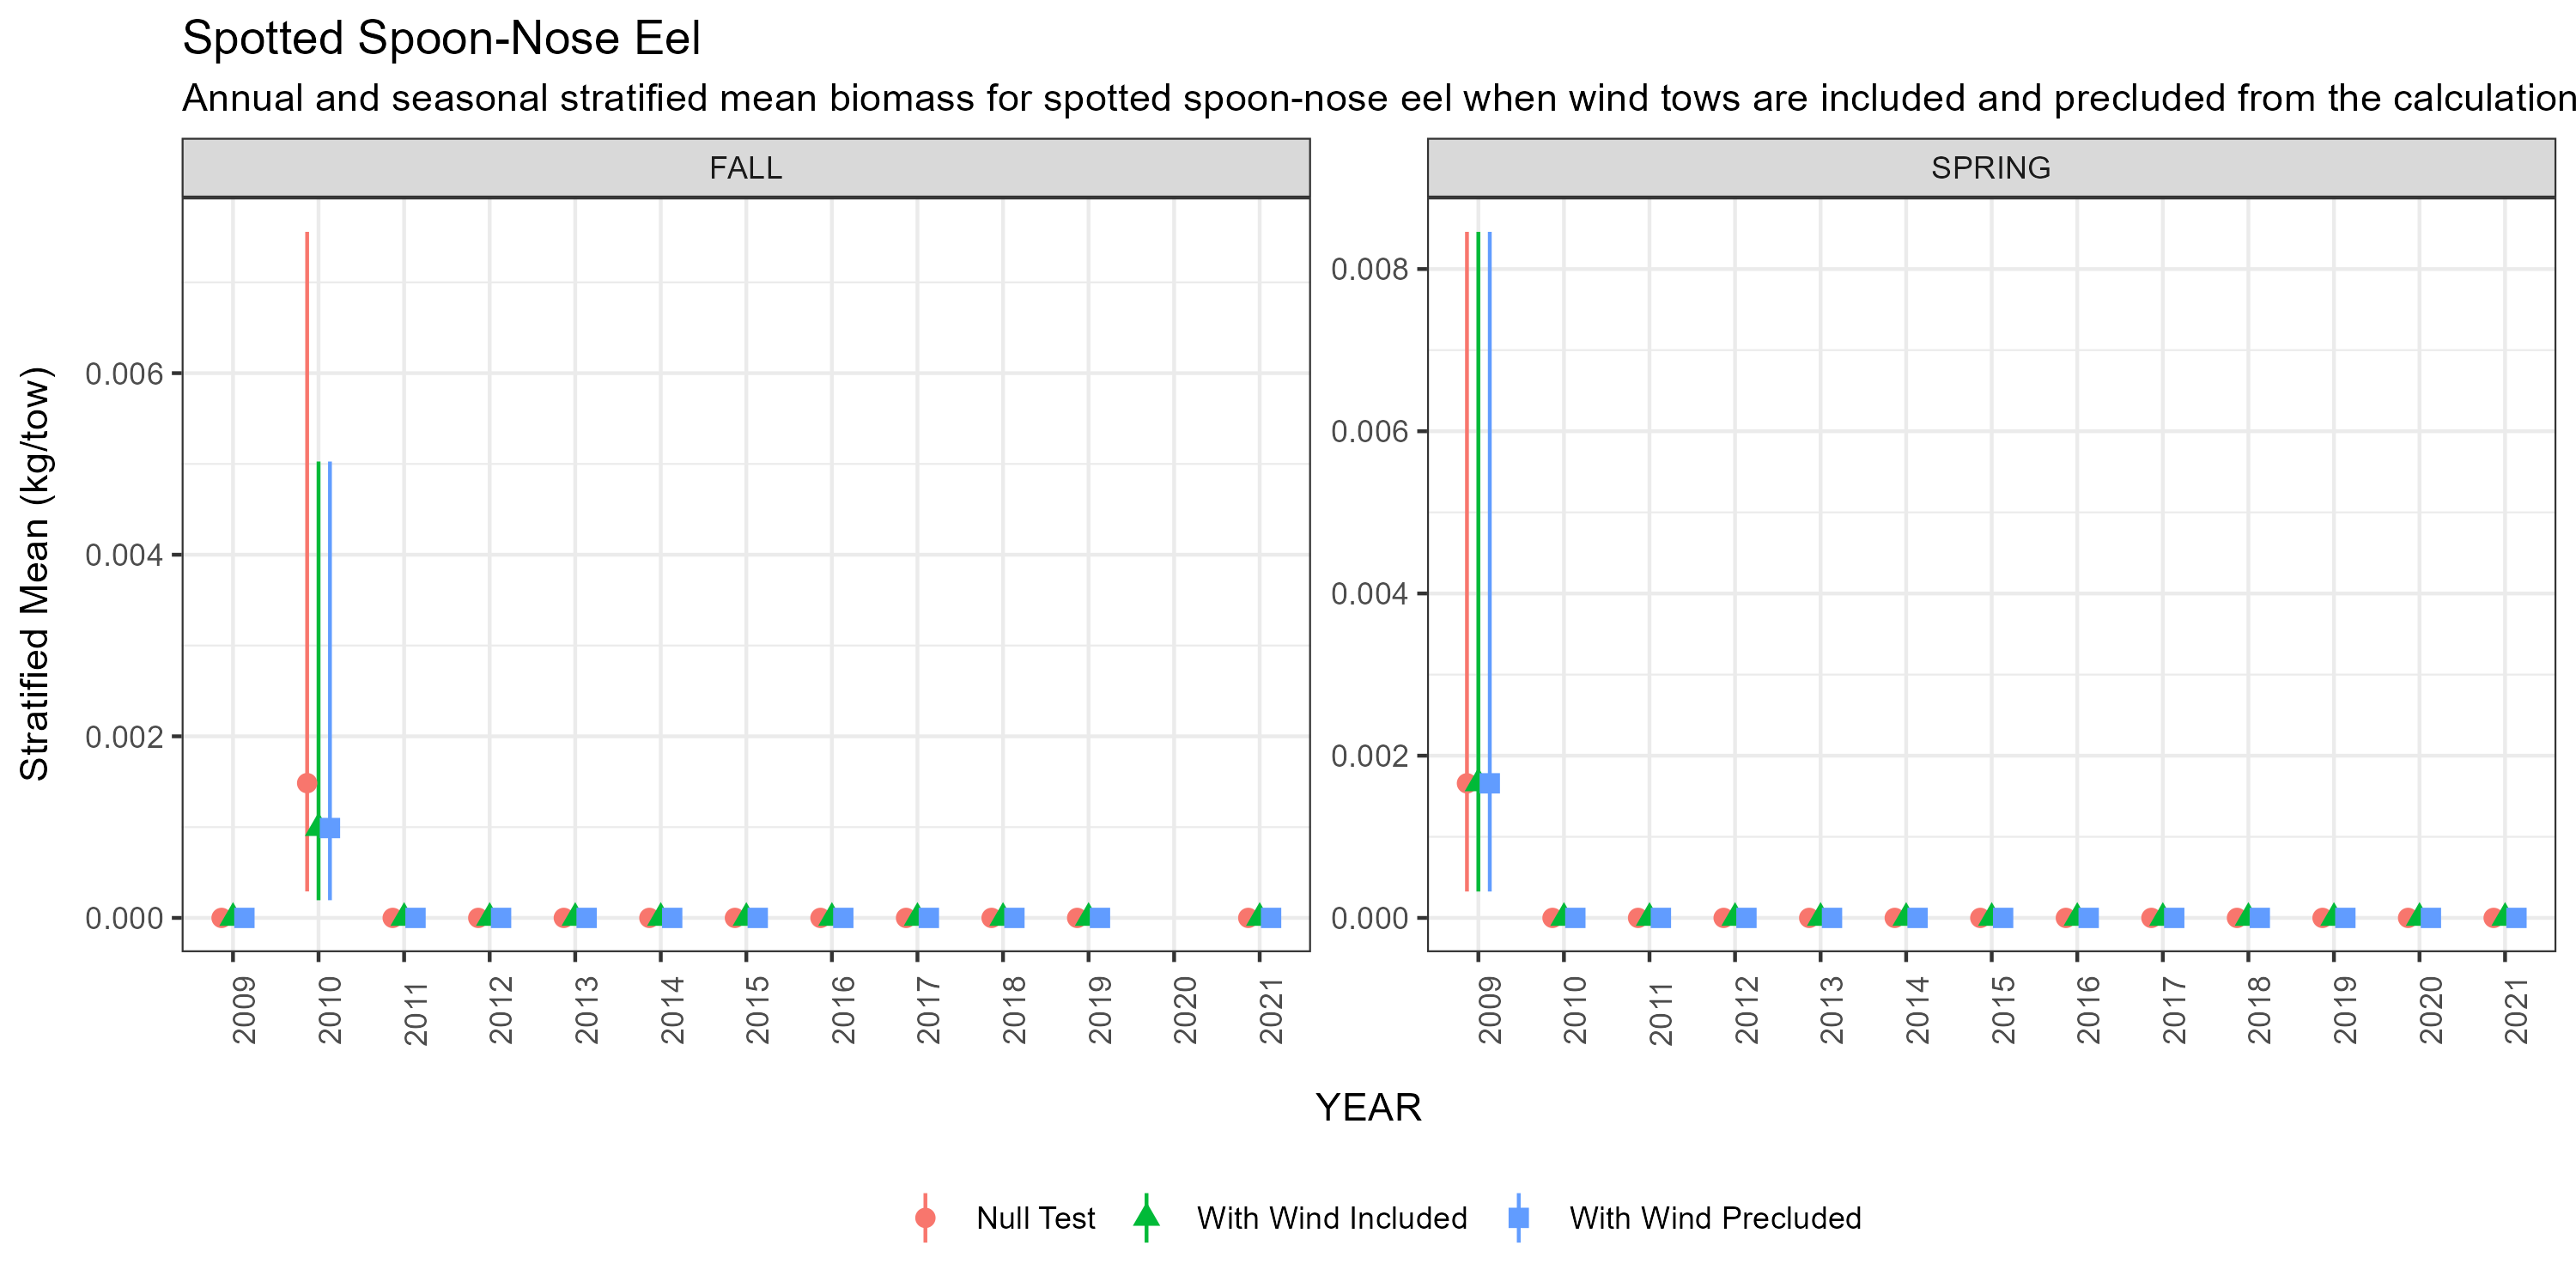 Spotted Spoon-Nose Eel
Annual and seasonal stratified mean biomass for spotted spoon-nose eel when wind tows are included and precluded from the calculation
FALL
SPRING
Stratified Mean (kg/tow)
0.006
0.004
0.002
0.000
0.008
0.006
0.004
0.002
0.000
2009 2010 2011 2012 2013 2014 2015 2016 2017 2018 2019 2020 2021
2009 2010 2011 2012 2013 2014 2015 2016 2017 2018 2019 2020 2021
YEAR
Null Test With Wind Included With Wind Precluded